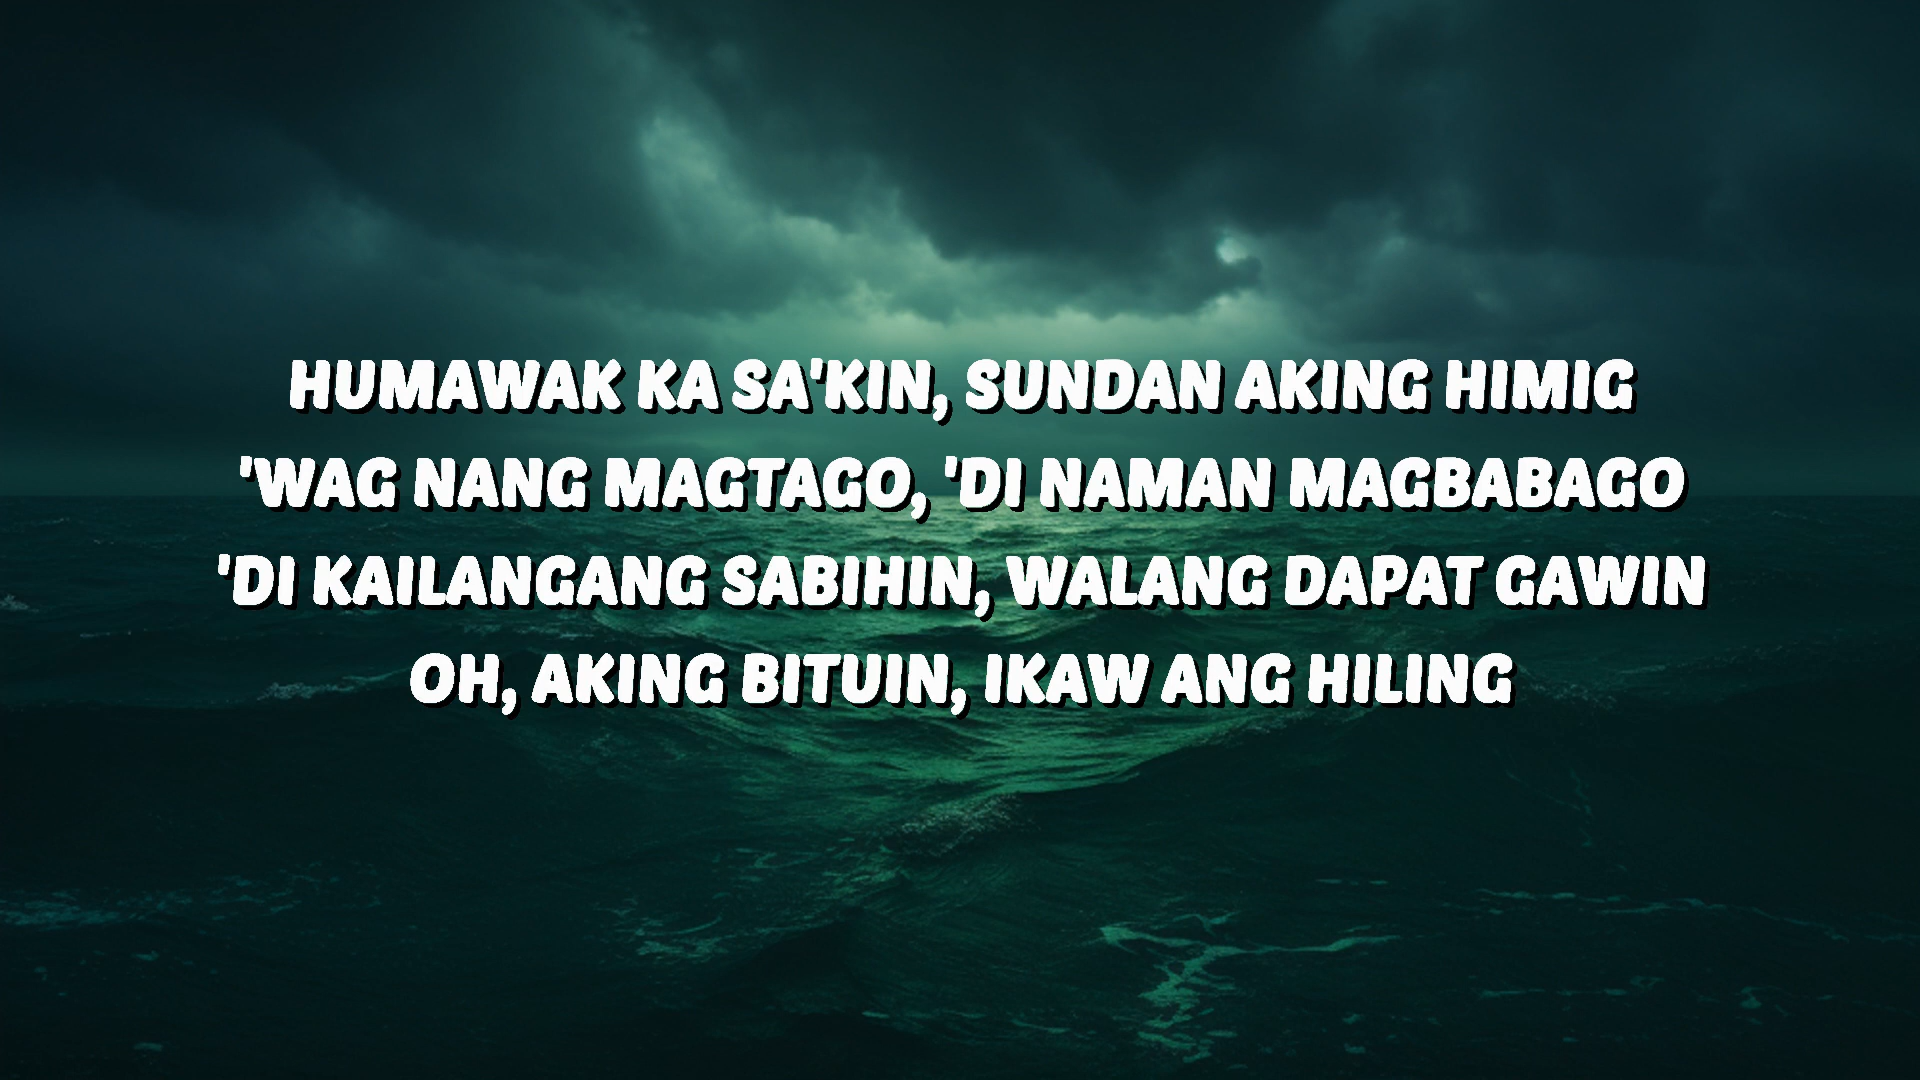 HUMAWAK KA SA'KIN, SUNDAN AKING HIMIG
'WAG NANG MAGTAGO, 'DI NAMAN MAGBABAGO
'DI KAILANGANG SABIHIN, WALANG DAPAT GAWIN
OH, AKING BITUIN, IKAW ANG HILING